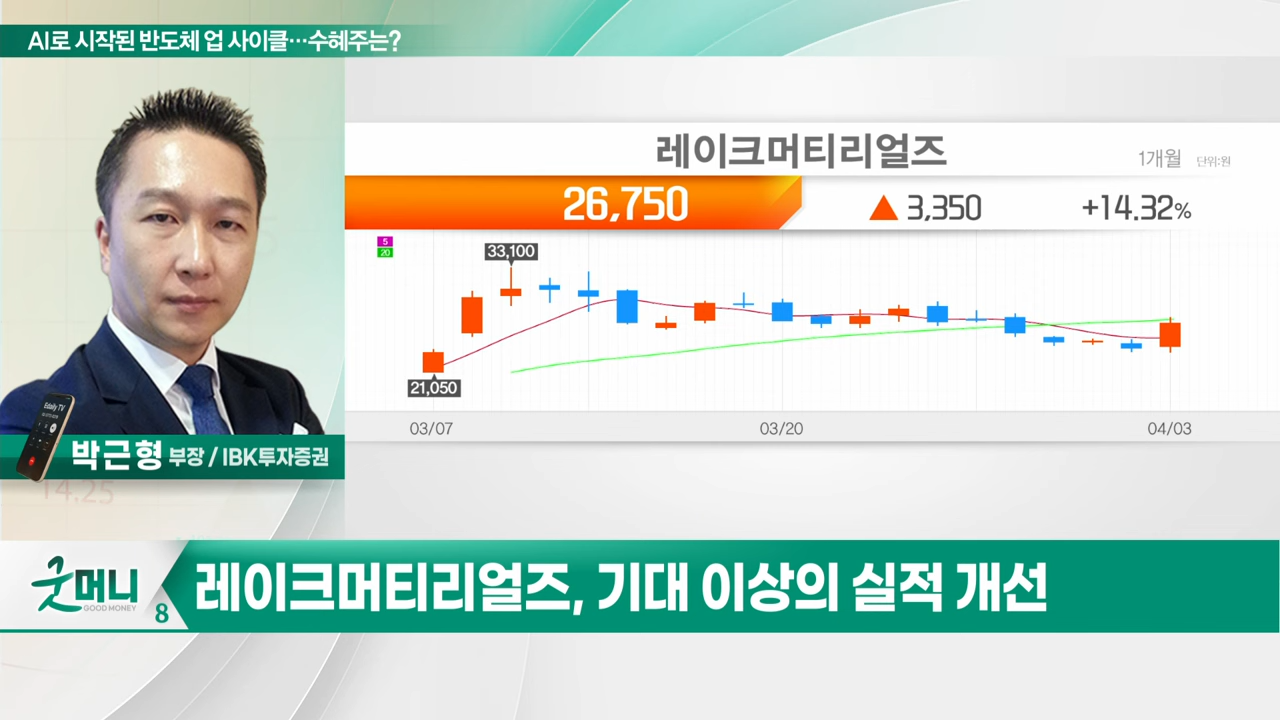 AI로 시작된 반도체 업 사이클…수혜주는?
레이크머티리얼즈
1개월 단위:원
26,750 ▲ 3,350 +14.32%
5
20
33,100
21,050
03/07 03/20 04/03
Edaily TV
박근형 부장 / IBK투자증권
14.25
굿머니
GOOD MONEY
8
레이크머티리얼즈, 기대 이상의 실적 개선